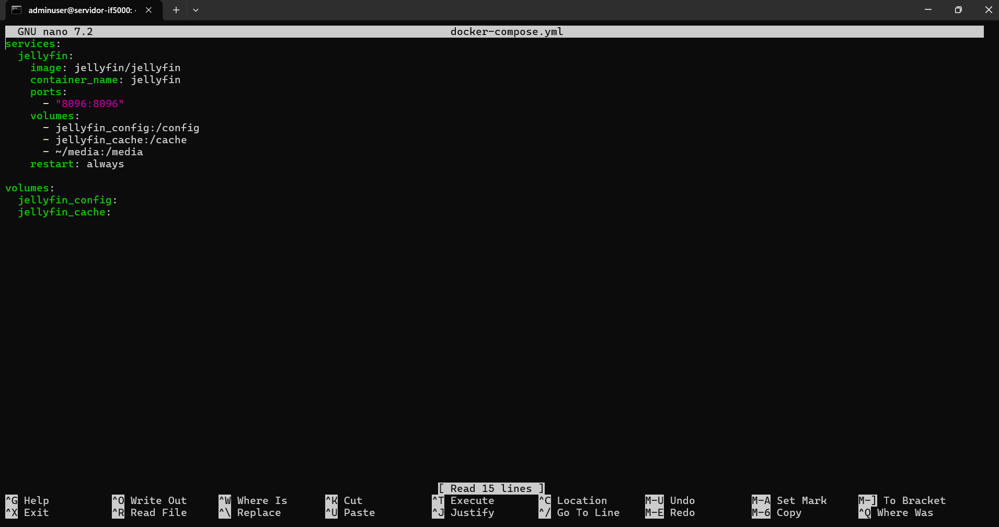 adminuser@servidor-if5000:
GNU nano 7.2 docker-compose.yml
services:
  jellyfin:
    image: jellyfin/jellyfin
    container_name: jellyfin
    ports:
      - "8096:8096"
    volumes:
      - jellyfin_config:/config
      - jellyfin_cache:/cache
      - ~/media:/media
    restart: always

volumes:
  jellyfin_config:
  jellyfin_cache:
[ Read 15 lines ]
^G Help ^O Write Out ^W Where Is ^K Cut ^T Execute ^C Location M-U Undo M-A Set Mark M-] To Bracket
^X Exit ^R Read File ^\ Replace ^U Paste ^J Justify ^/ Go To Line M-E Redo M-6 Copy ^Q Where Was